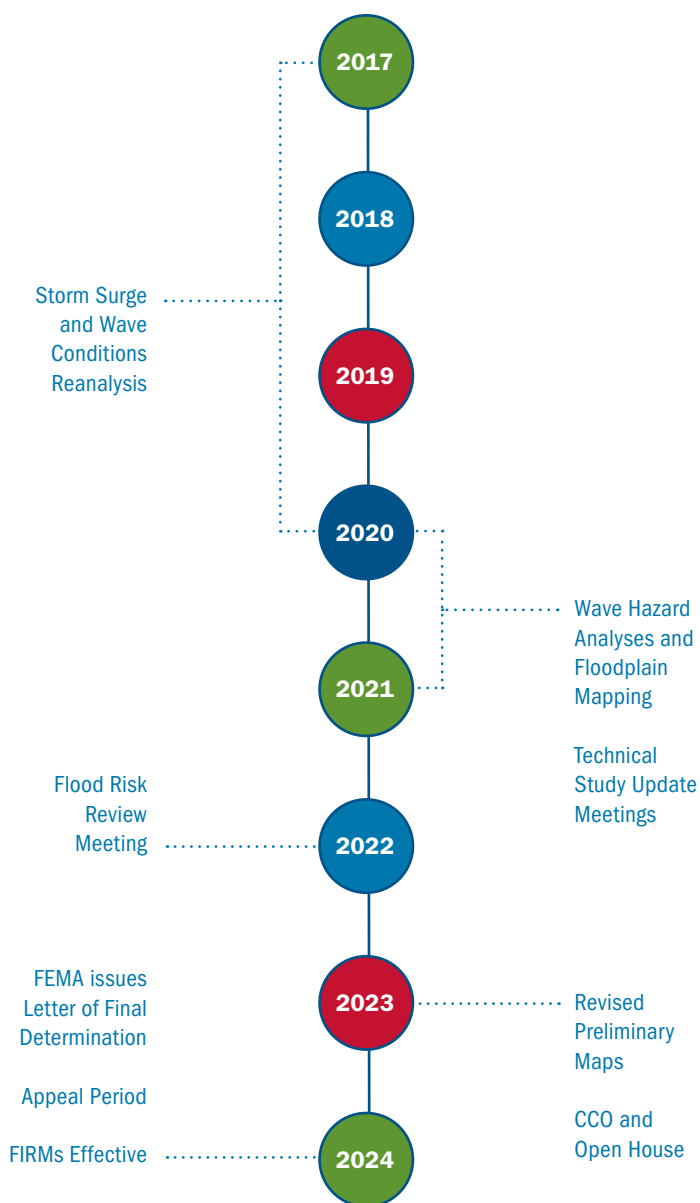 2017
2018
Storm Surge
and Wave
Conditions
Reanalysis
2019
2020
Wave Hazard
Analyses and
Floodplain
Mapping
2021
Technical
Study Update
Meetings
Flood Risk
Review
Meeting
2022
FEMA issues
Letter of Final
Determination
2023
Revised
Preliminary
Maps
Appeal Period
CCO and
Open House
FIRMs Effective
2024